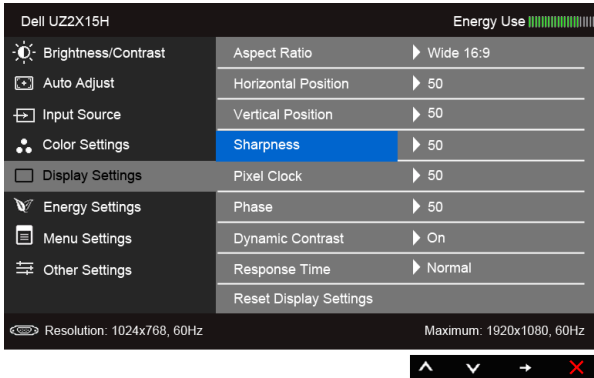 Dell UZ2X15H Energy Use
Brightness/Contrast Aspect Ratio Wide 16:9
Auto Adjust Horizontal Position 50
Input Source Vertical Position 50
Color Settings Sharpness 50
Display Settings Pixel Clock 50
Energy Settings Phase 50
Menu Settings Dynamic Contrast On
Other Settings Response Time Normal
Reset Display Settings
Resolution: 1024x768, 60Hz Maximum: 1920x1080, 60Hz